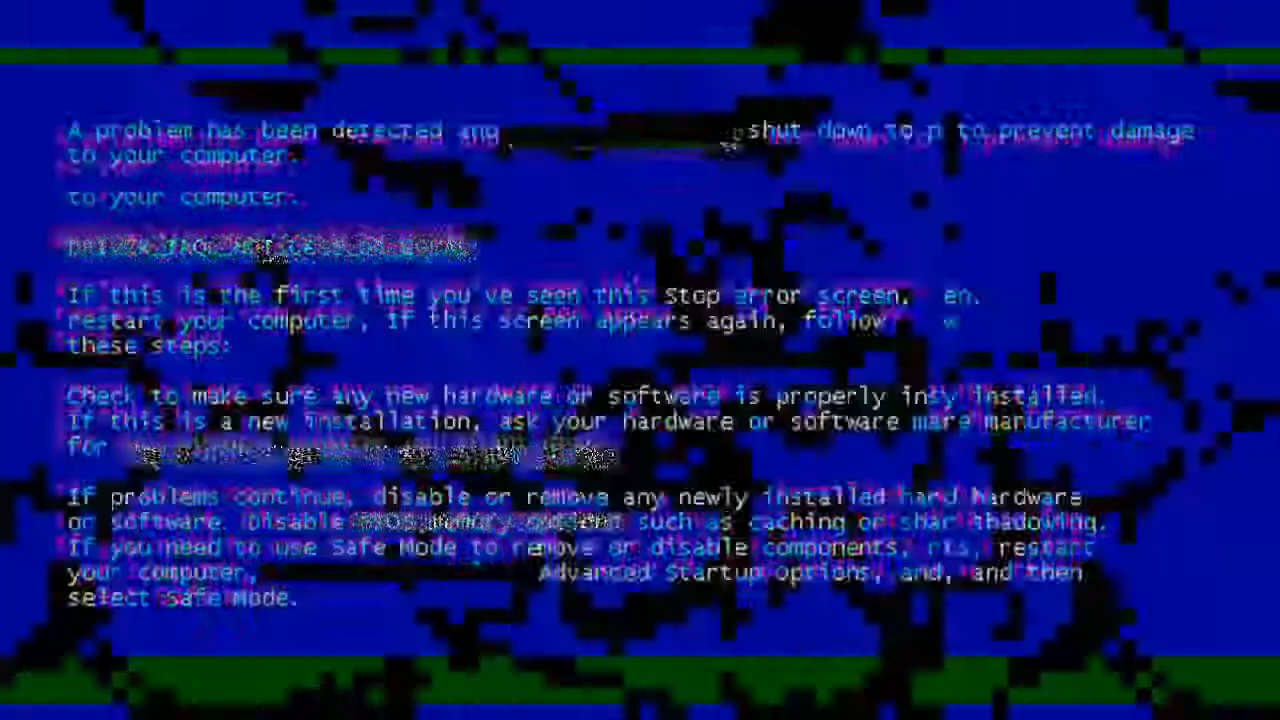 A problem has been detected and shut down to prevent damage
to your computer.
to your computer.
If this is the first time you've seen this Stop error screen, en.
restart your computer, If this screen appears again, follow
these steps:
Check to make sure any new hardware or software is properly installed.
If this is a new installation, ask your hardware or software manufacturer
for
If problems continue, disable or remove any newly installed hardware
or software. Disable such as caching or shadowing.
If you need to use Safe Mode to remove or disable components, restart
your computer, Advanced Startup options, and, and then
select Safe Mode.